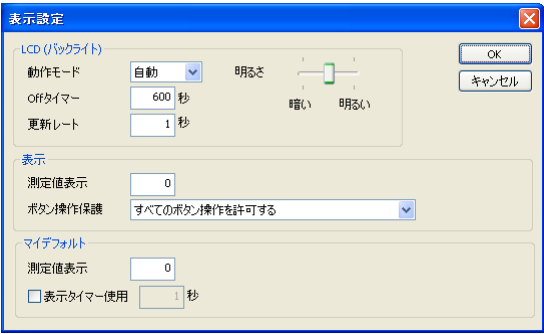 表示設定
LCD (バックライト)
動作モード 自動 明るさ
Offタイマー 600 秒 暗い 明るい
更新レート 1 秒
OK
キャンセル
表示
測定値表示 0
ボタン操作保護 すべてのボタン操作を許可する
マイデフォルト
測定値表示 0
表示タイマー使用 1 秒